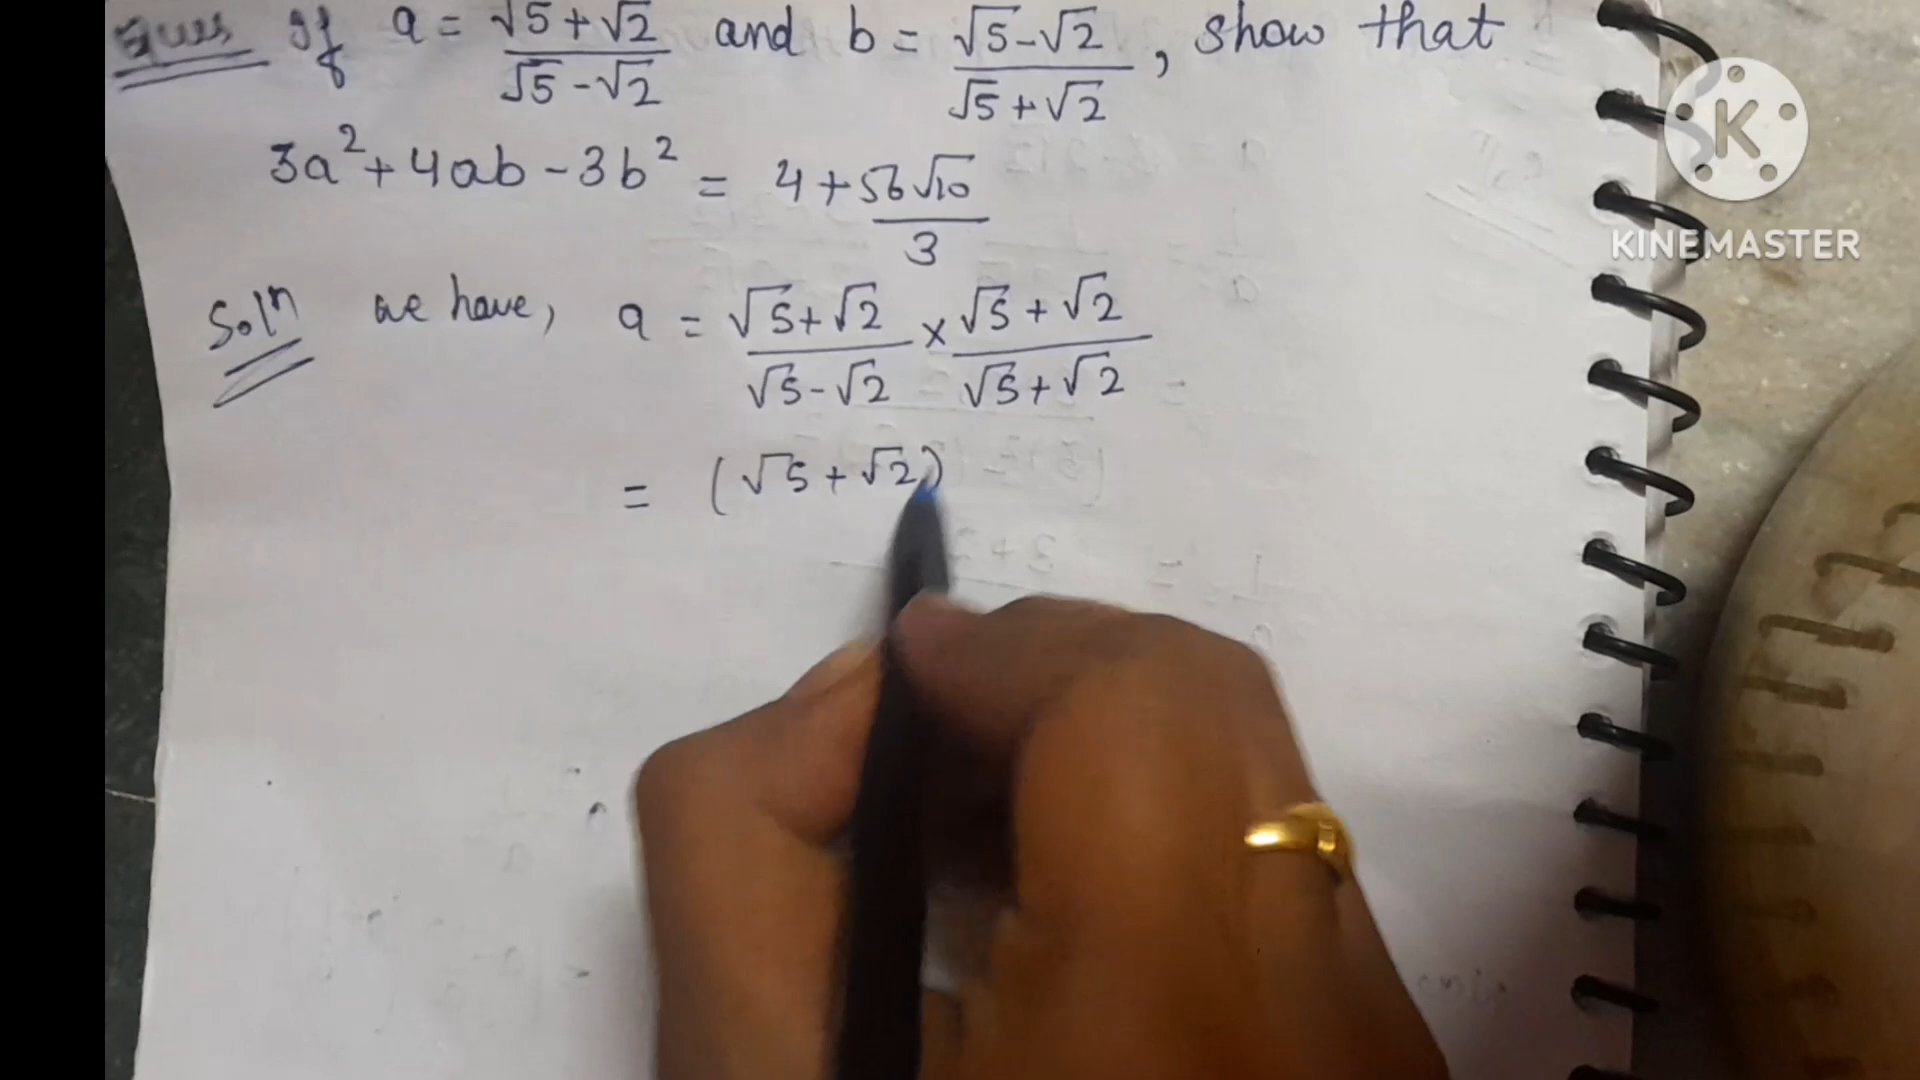 Ques If a = √5+√2 / √5-√2 and b = √5-√2 / √5+√2, show that
3a²+4ab-3b² = 4+56√10 / 3
Solⁿ we have, a = √5+√2 / √5-√2 × √5+√2 / √5+√2
= (√5+√2)
K
KINEMASTER